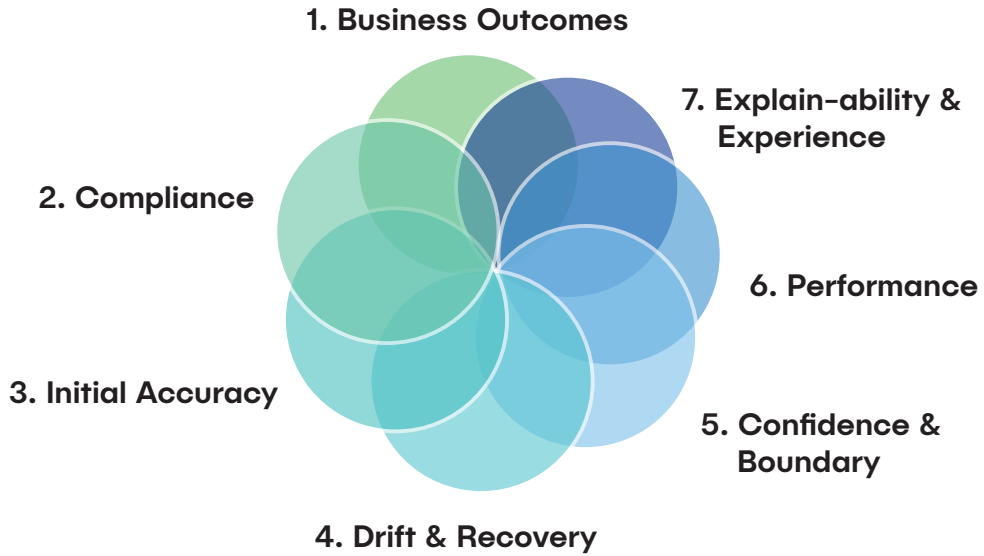 1. Business Outcomes
7. Explain-ability &
Experience
2. Compliance
6. Performance
3. Initial Accuracy
5. Confidence &
Boundary
4. Drift & Recovery